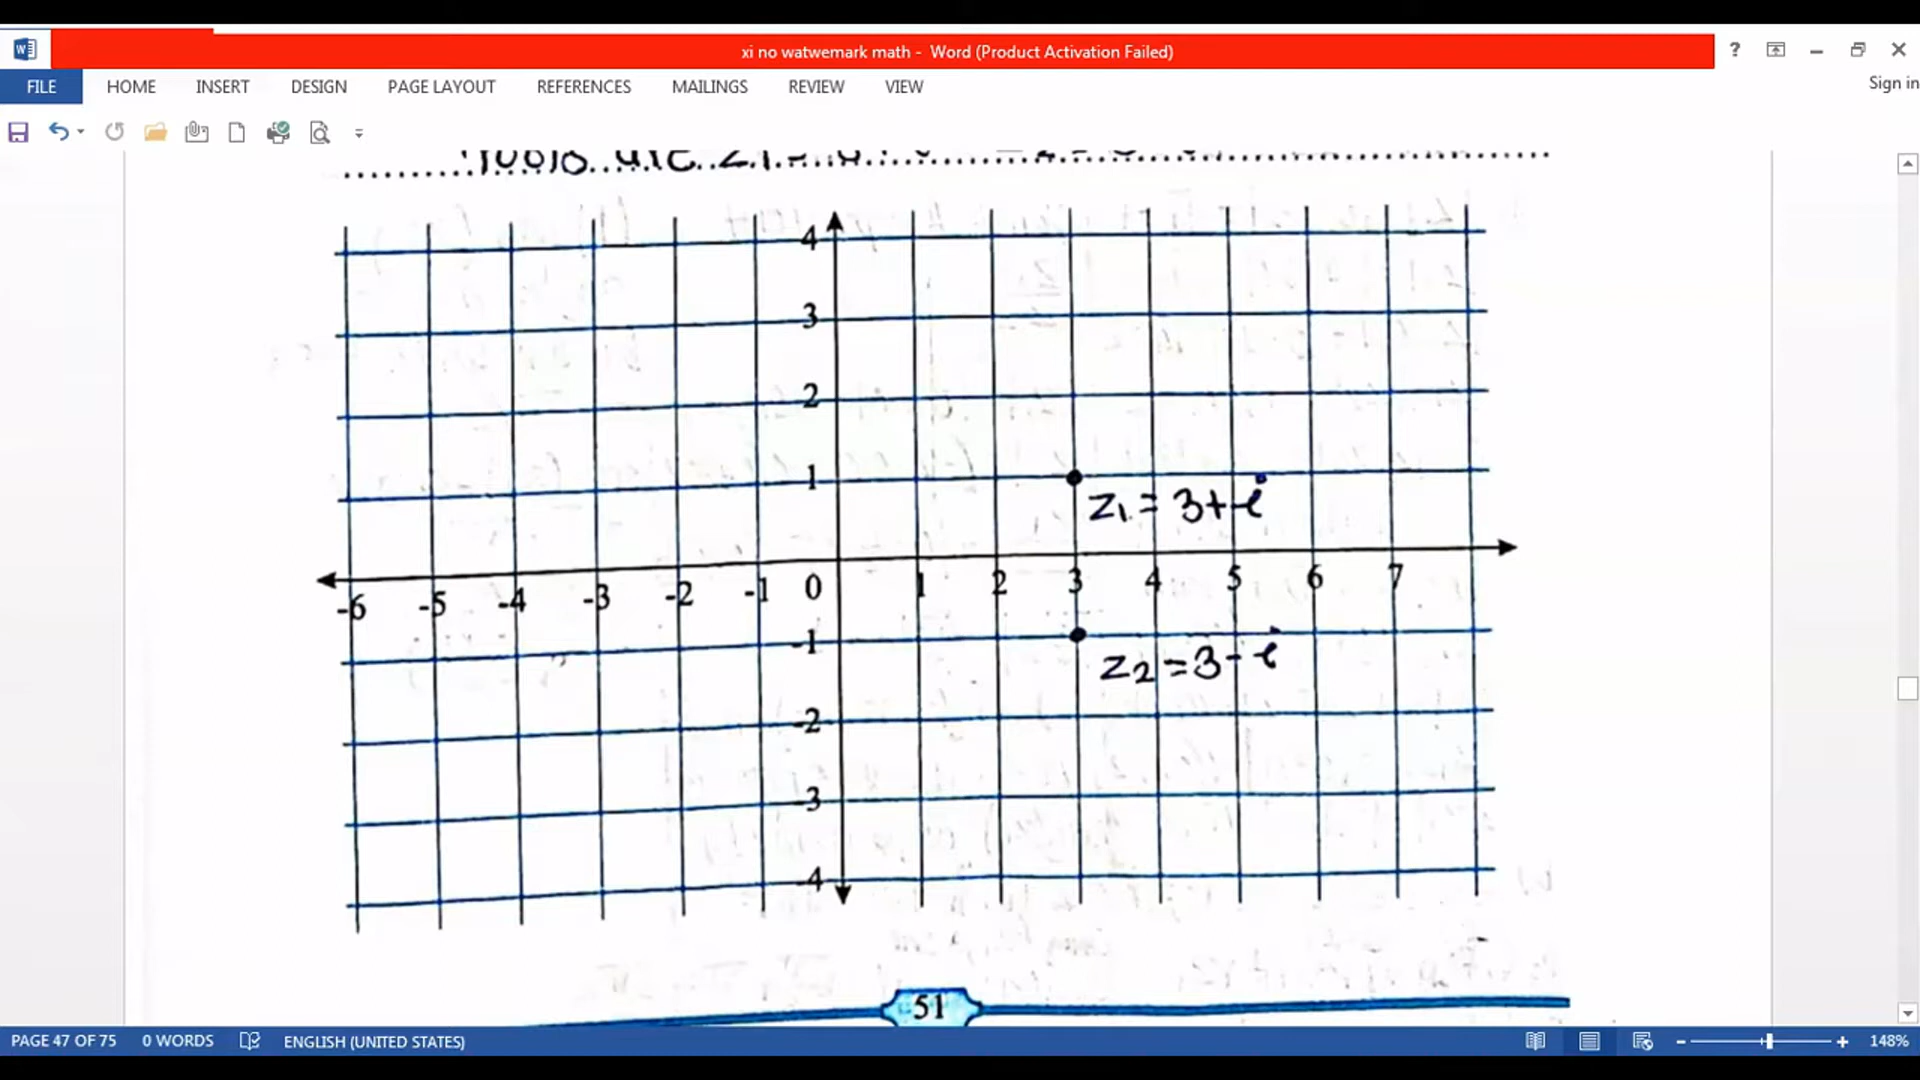 xi no watwemark math - Word (Product Activation Failed)
?
Sign in
FILE HOME INSERT DESIGN PAGE LAYOUT REFERENCES MAILINGS REVIEW VIEW
4
3
2
1
z₁ = 3+i
-6 -5 -4 -3 -2 -1 0 1 2 3 4 5 6 7
-1
z₂ = 3-i
-2
-3
-4
51
PAGE 47 OF 75 0 WORDS ENGLISH (UNITED STATES) 148%